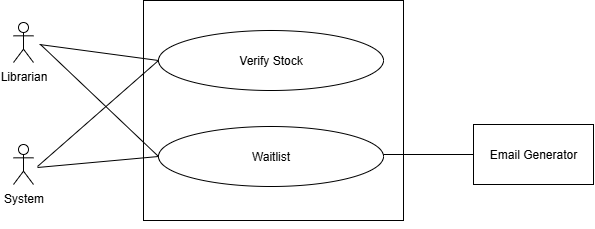 Verify Stock
Librarian
Waitlist
Email Generator
System